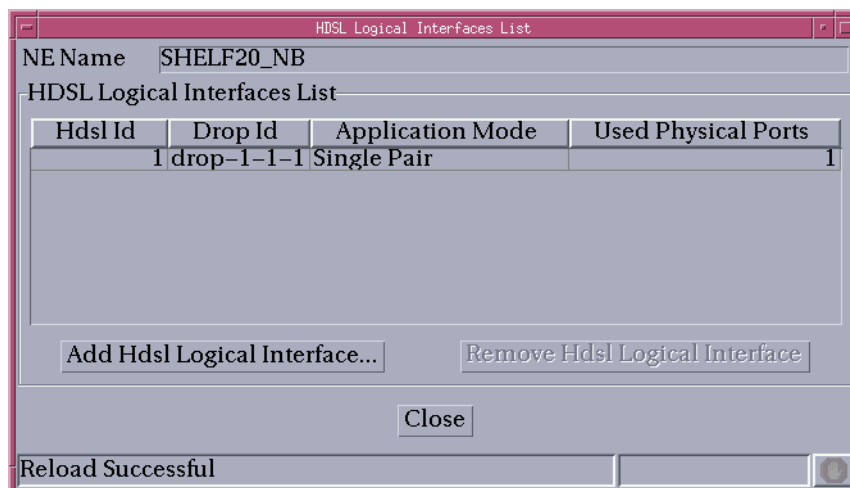 HDSL Logical Interfaces List
NE Name SHELF20_NB
HDSL Logical Interfaces List
Hdsl Id Drop Id Application Mode Used Physical Ports
1 drop-1-1-1 Single Pair 1
Add Hdsl Logical Interface... Remove Hdsl Logical Interface
Close
Reload Successful